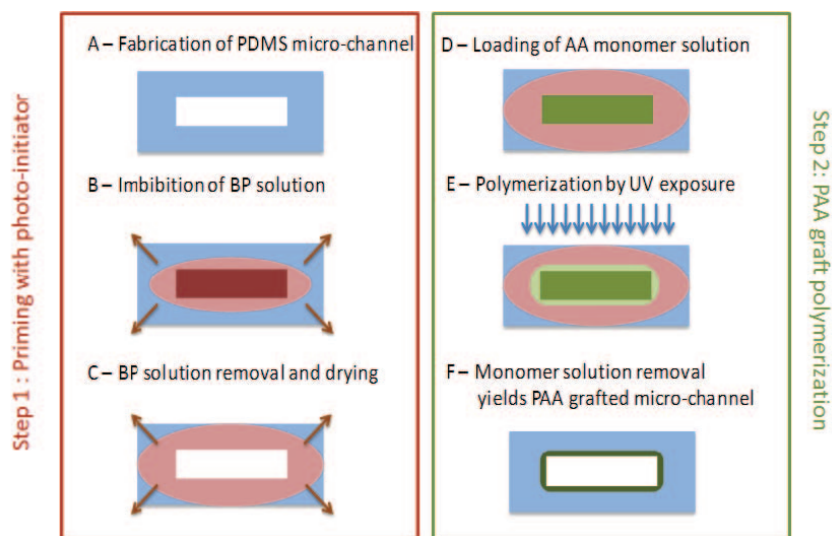 Step 1 : Priming with photo-initiator
A – Fabrication of PDMS micro-channel
B – Imbibition of BP solution
C – BP solution removal and drying
D – Loading of AA monomer solution
E – Polymerization by UV exposure
F – Monomer solution removal
yields PAA grafted micro-channel
Step 2: PAA graft polymerization